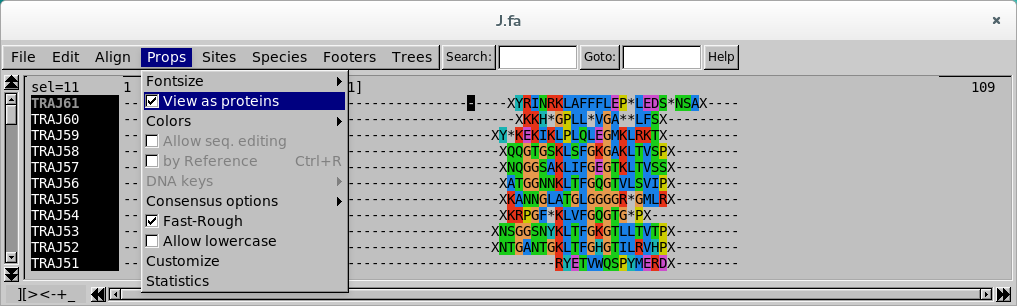 J.fa
×
File Edit Align Props Sites Species Footers Trees Search: Goto: Help
sel=11 1 1] 109
Fontsize
View as proteins
Colors
Allow seq. editing
by Reference Ctrl+R
DNA keys
Consensus options
Fast-Rough
Allow lowercase
Customize
Statistics
TRAJ61 XYRINRKLAFFFLEP*LEDS*NSAX----
TRAJ60 XKKH*GPLL*VGA**LFSX---------
TRAJ59 XY*KEKIKLPLQLEGMKLRKTX---------
TRAJ58 XQQGTGSKLSFGKGAKLTVSPX--------
TRAJ57 XNQGGSAKLIFGEGTKLTVSSX--------
TRAJ56 XATGGNNKLTFGQGTVLSVIPX--------
TRAJ55 XKANNGLATGLGGGGR*GMLRX--------
TRAJ54 XKRPGF*KLVFGQGTG*PX-----------
TRAJ53 XNSGGSNYKLTFGKGTLLTVTPX--------
TRAJ52 XNTGANTGKLTFGHGTILRVHPX--------
TRAJ51 RYETVWQSPYMERDX--------
][><-+_